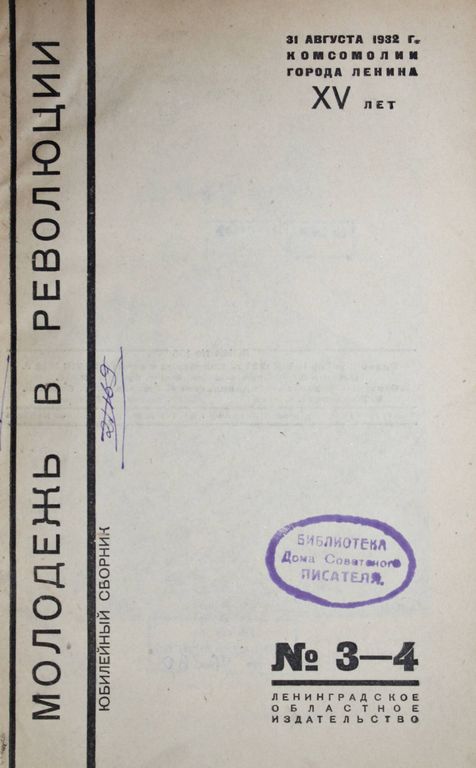 31 АВГУСТА 1932 Г.
КОМСОМОЛИИ
ГОРОДА ЛЕНИНА
XV ЛЕТ
МОЛОДЕЖЬ В РЕВОЛЮЦИИ
ЮБИЛЕЙНЫЙ СБОРНИК
БИБЛИОТЕКА
Дома Советского
ПИСАТЕЛЯ.
№ 3—4
ЛЕНИНГРАДСКОЕ
ОБЛАСТНОЕ
ИЗДАТЕЛЬСТВО